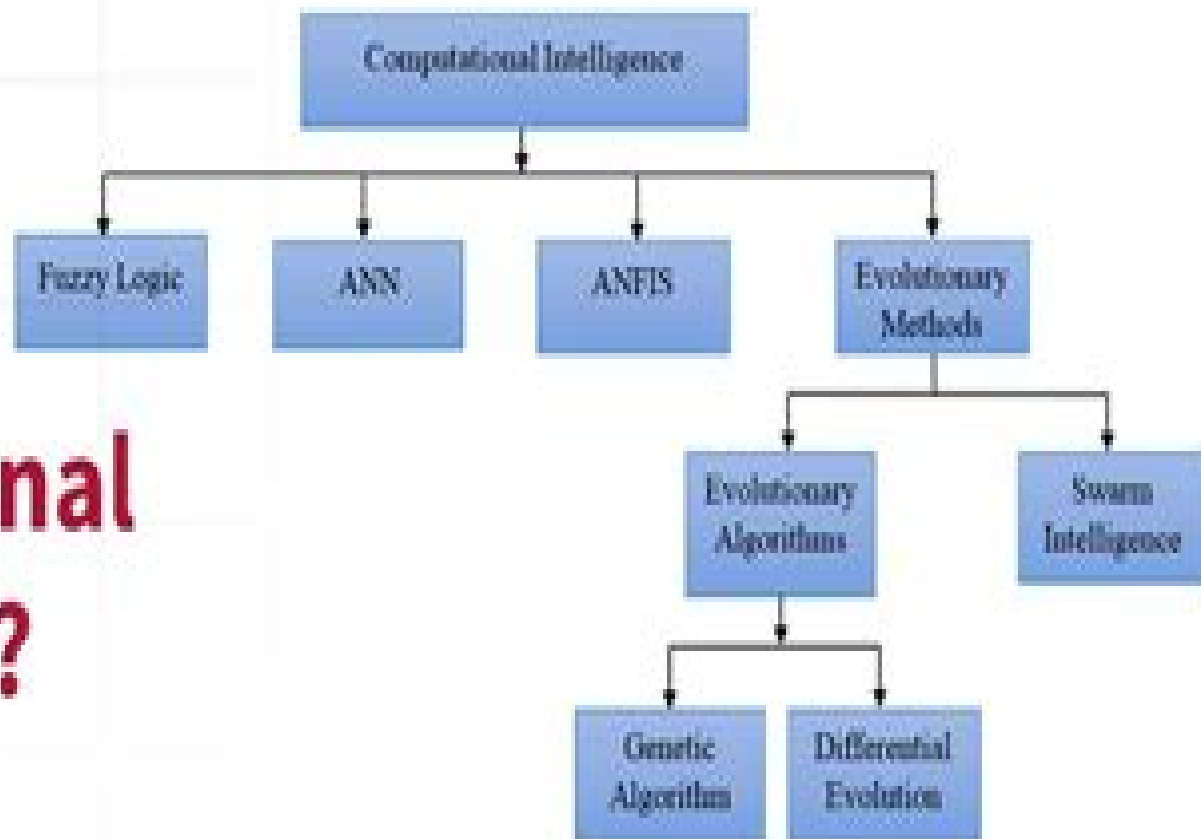 Computational Intelligence
Fuzzy Logic
ANN
ANFIS
Evolutionary
Methods
nal
?
Evolutionary
Algorithms
Swarm
Intelligence
Genetic
Algorithm
Differential
Evolution